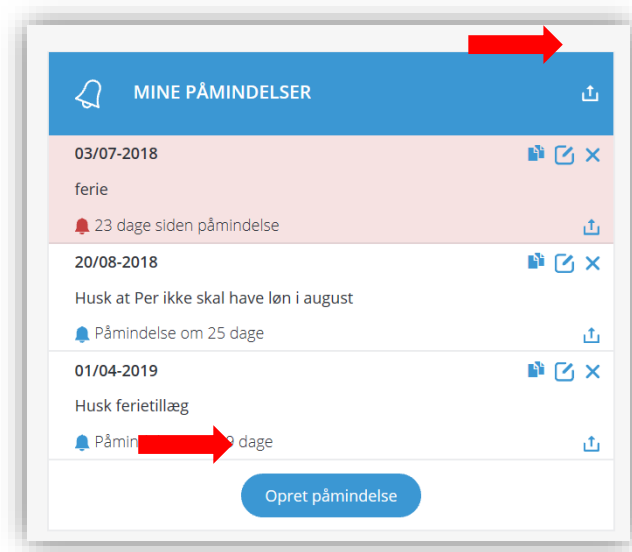 MINE PÅMINDELSER
03/07-2018
ferie
23 dage siden påmindelse
20/08-2018
Husk at Per ikke skal have løn i august
Påmindelse om 25 dage
01/04-2019
Husk ferietillæg
dage
Opret påmindelse